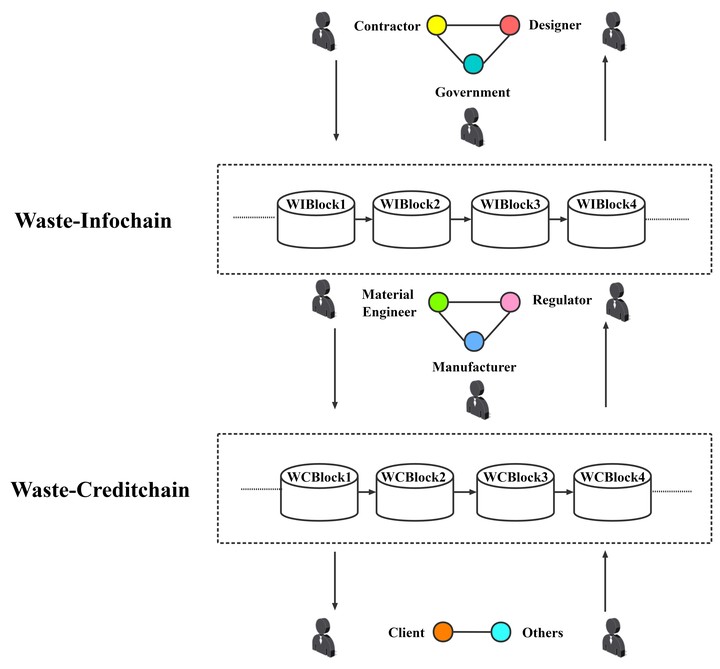 Contractor
Designer
Government
Waste-Infochain
WIBlock1
WIBlock2
WIBlock3
WIBlock4
Material
Engineer
Regulator
Manufacturer
Waste-Creditchain
WCBlock1
WCBlock2
WCBlock3
WCBlock4
Client
Others